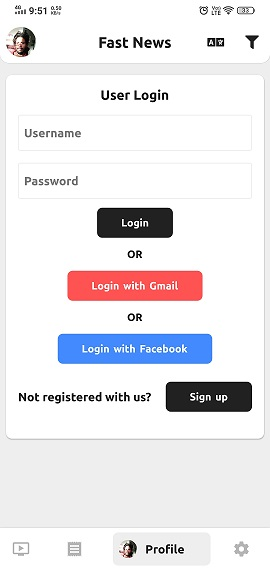 4G 9:51 0.50 KB/s Voi) LTE 33
Fast News
User Login
Username
Password
Login
OR
Login with Gmail
OR
Login with Facebook
Not registered with us? Sign up
Profile